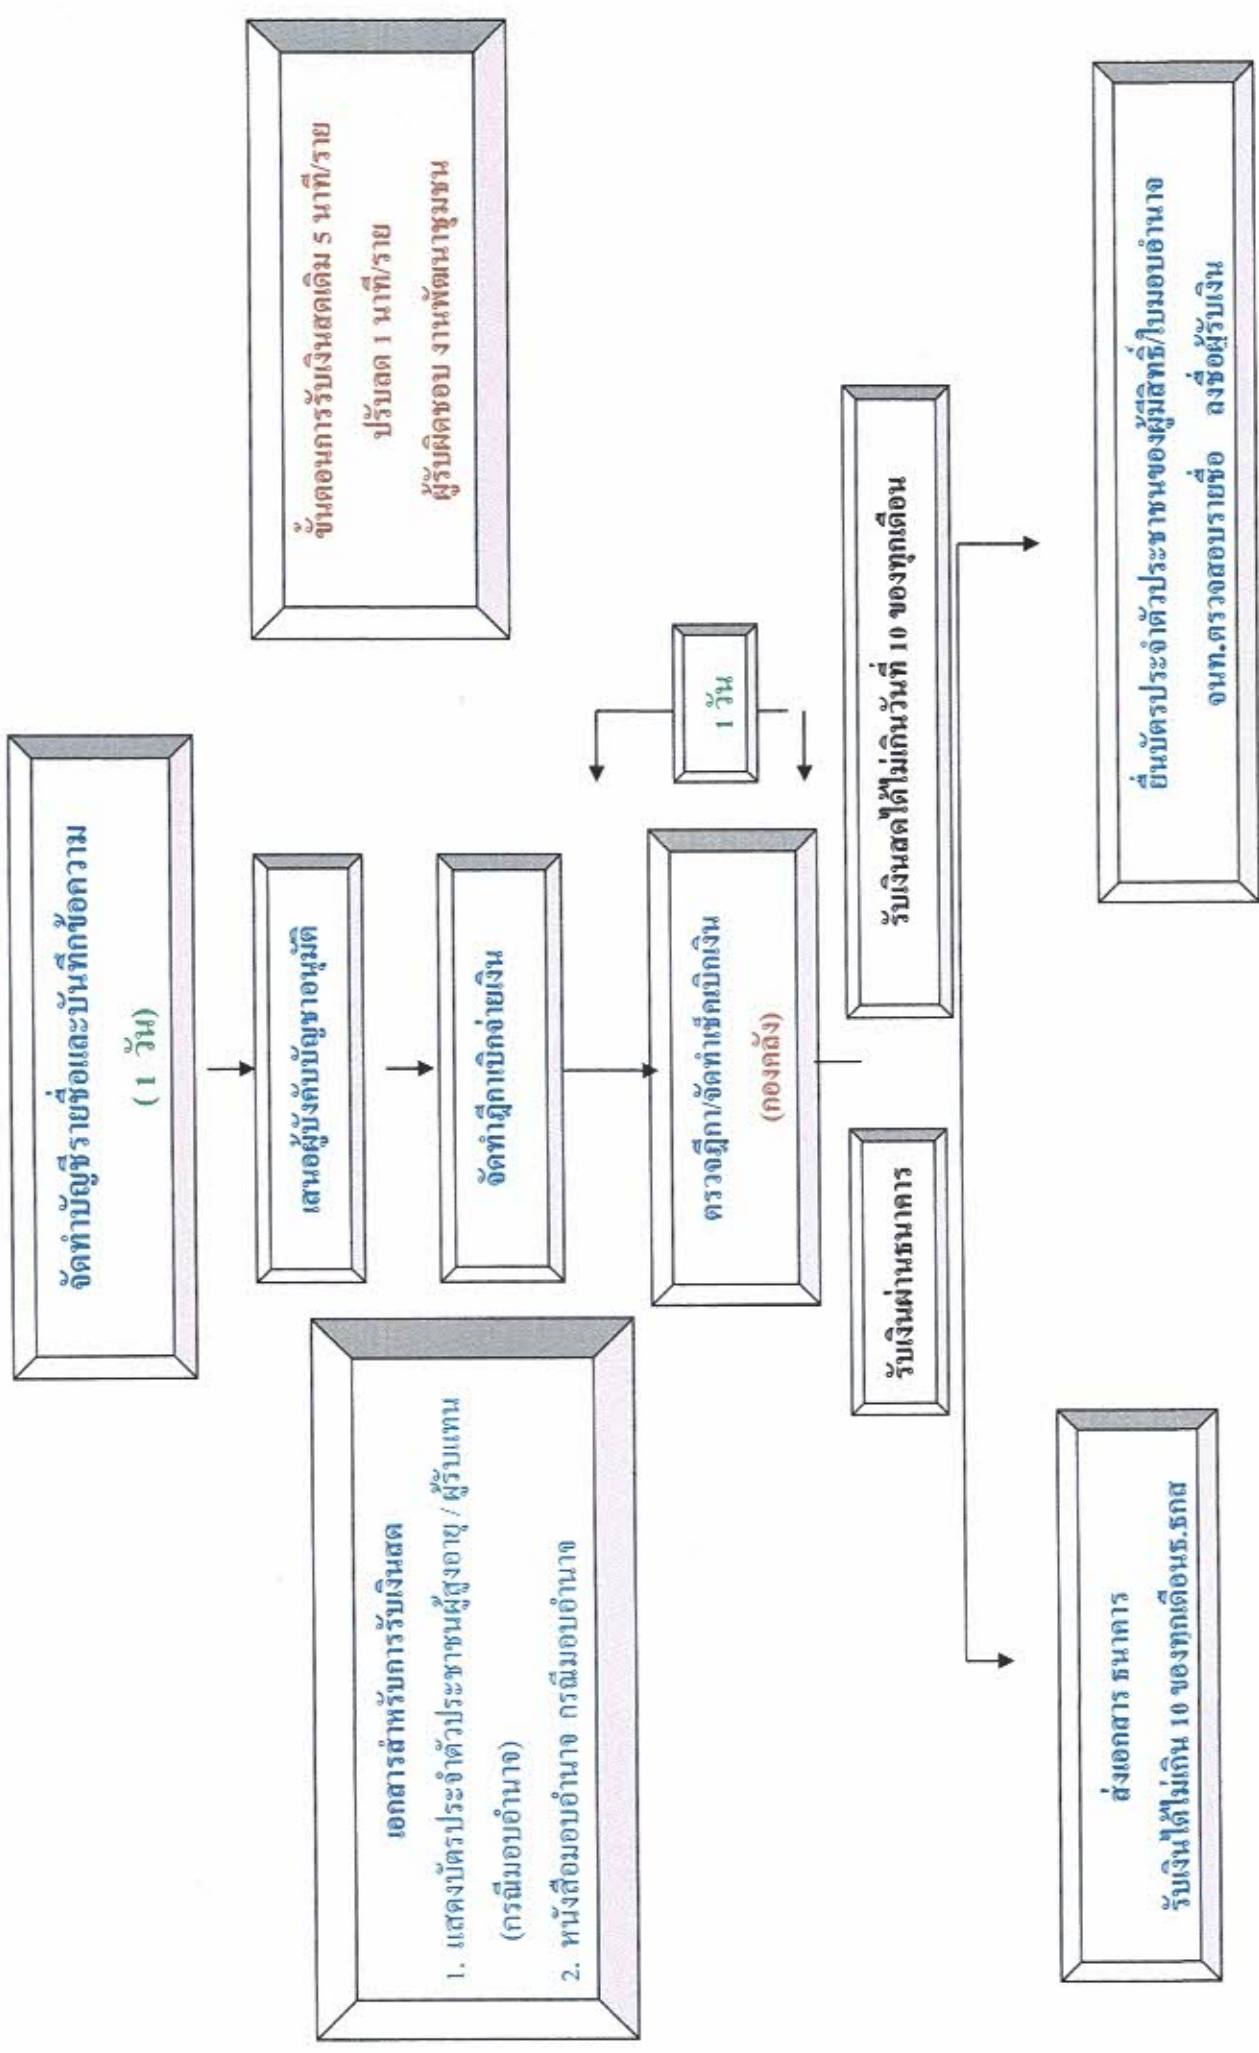 จัดทำบัญชีรายชื่อและบันทึกข้อความ
( 1 วัน)
เสนอผู้บังคับบัญชาอนุมัติ
จัดทำฎีกาเบิกจ่ายเงิน
ตรวจฎีกา/จัดทำเช็คเบิกเงิน
(กองคลัง)
1 วัน
ขั้นตอนการรับเงินสดเดิม 5 นาที/ราย
ปรับลด 1 นาที/ราย
ผู้รับผิดชอบ งานพัฒนาชุมชน
เอกสารสำหรับการรับเงินสด
1. แสดงบัตรประจำตัวประชาชนผู้สูงอายุ / ผู้รับแทน
(กรณีมอบอำนาจ)
2. หนังสือมอบอำนาจ กรณีมอบอำนาจ
รับเงินผ่านธนาคาร
รับเงินสดได้ไม่เกินวันที่ 10 ของทุกเดือน
ส่งเอกสาร ธนาคาร
รับเงินได้ไม่เกิน 10 ของทุกเดือนธ.ธกส
ยื่นบัตรประจำตัวประชาชนของผู้มีสิทธิ์/ใบมอบอำนาจ
จนท.ตรวจสอบรายชื่อ ลงชื่อผู้รับเงิน